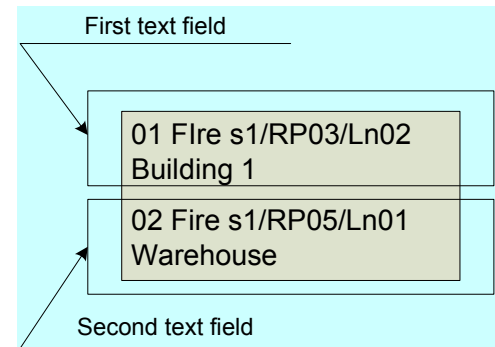 First text field
01 FIre s1/RP03/Ln02
Building 1
02 Fire s1/RP05/Ln01
Warehouse
Second text field